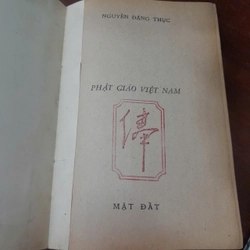 NGUYỄN ĐĂNG THỤC
PHẬT GIÁO VIỆT NAM
MẶT ĐẤT